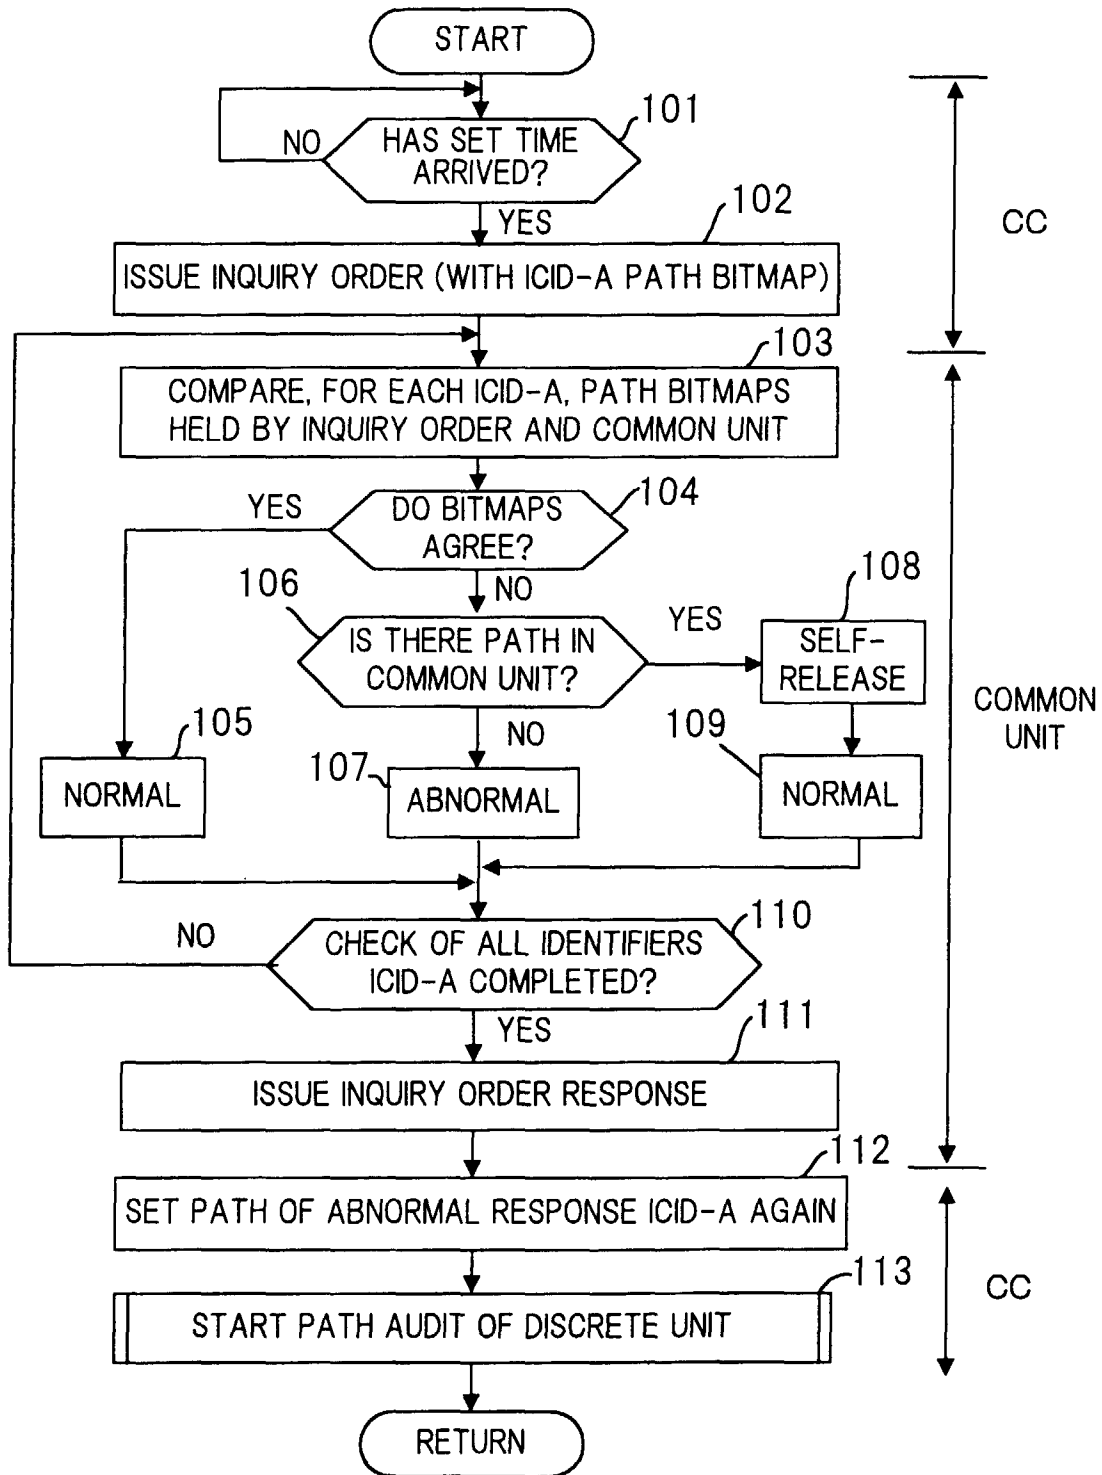 START
101
NO
HAS SET TIME
ARRIVED?
YES
102
CC
ISSUE INQUIRY ORDER (WITH ICID-A PATH BITMAP)
103
COMPARE, FOR EACH ICID-A, PATH BITMAPS
HELD BY INQUIRY ORDER AND COMMON UNIT
YES
104
DO BITMAPS
AGREE?
NO
106
108
YES
IS THERE PATH IN
COMMON UNIT?
SELF-
RELEASE
COMMON
UNIT
105
NO
109
107
NORMAL
ABNORMAL
NORMAL
110
NO
CHECK OF ALL IDENTIFIERS
ICID-A COMPLETED?
YES
111
ISSUE INQUIRY ORDER RESPONSE
112
SET PATH OF ABNORMAL RESPONSE ICID-A AGAIN
113
CC
START PATH AUDIT OF DISCRETE UNIT
RETURN